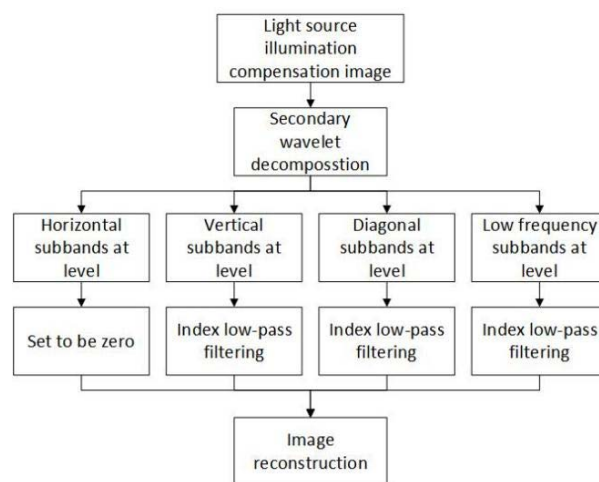 Light source
illumination
compensation image
Secondary
wavelet
decomposstion
Horizontal
subbands at
level
Vertical
subbands at
level
Diagonal
subbands at
level
Low frequency
subbands at
level
Set to be zero
Index low-pass
filtering
Index low-pass
filtering
Index low-pass
filtering
Image
reconstruction